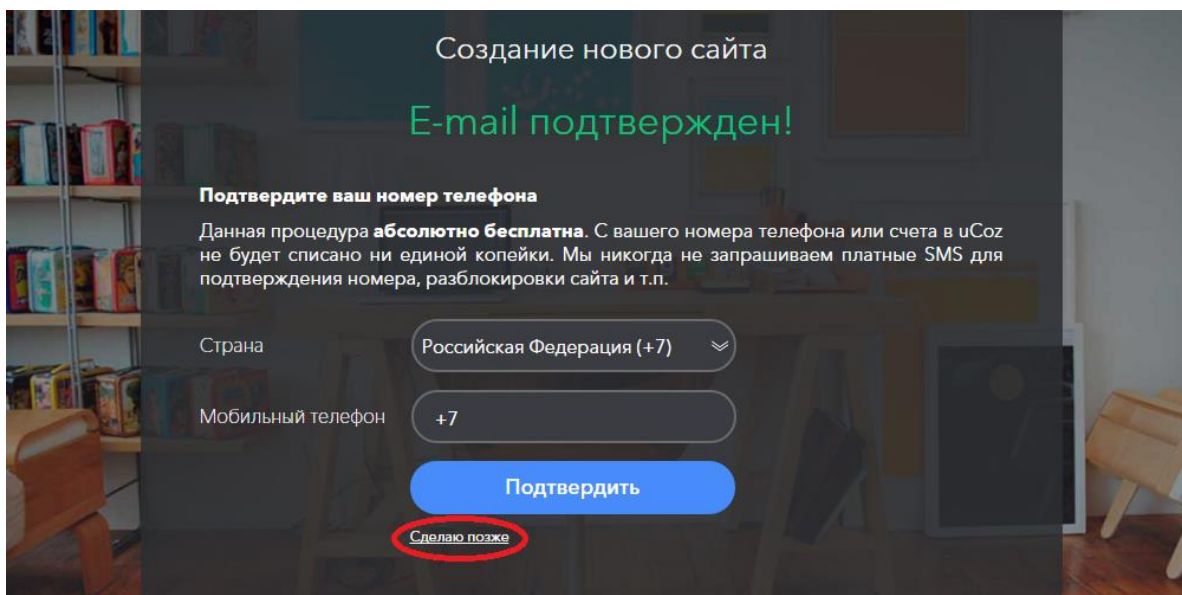 Создание нового сайта
E-mail подтвержден!
Подтвердите ваш номер телефона
Данная процедура абсолютно бесплатна. С вашего номера телефона или счета в uCoz
не будет списано ни единой копейки. Мы никогда не запрашиваем платные SMS для
подтверждения номера, разблокировки сайта и т.п.
Страна
Российская Федерация (+7)
Мобильный телефон
+7
Подтвердить
Сделаю позже